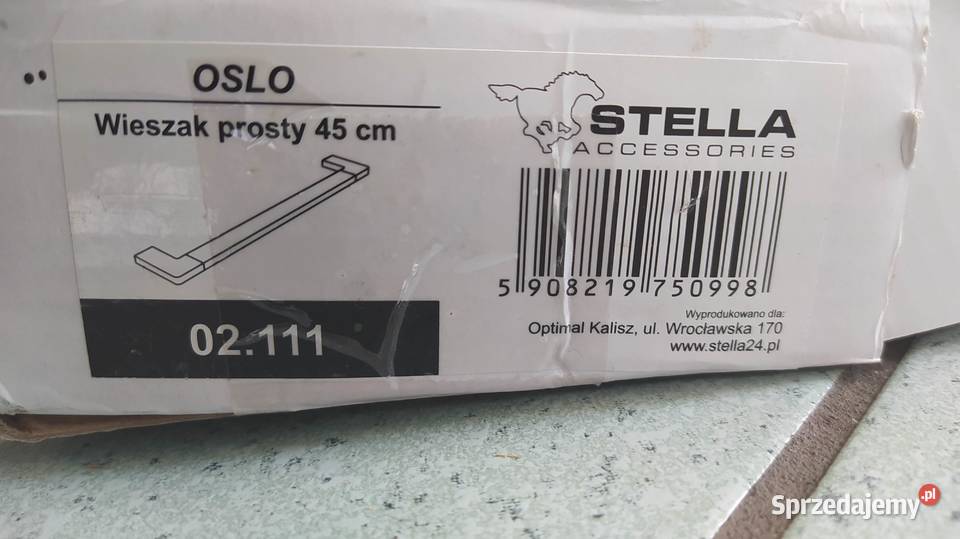 OSLO
Wieszak prosty 45 cm
02.111
STELLA
ACCESSORIES
5 908219 750998
Wyprodukowano dla:
Optimal Kalisz, ul. Wrocławska 170
www.stella24.pl
Sprzedajemy.pl